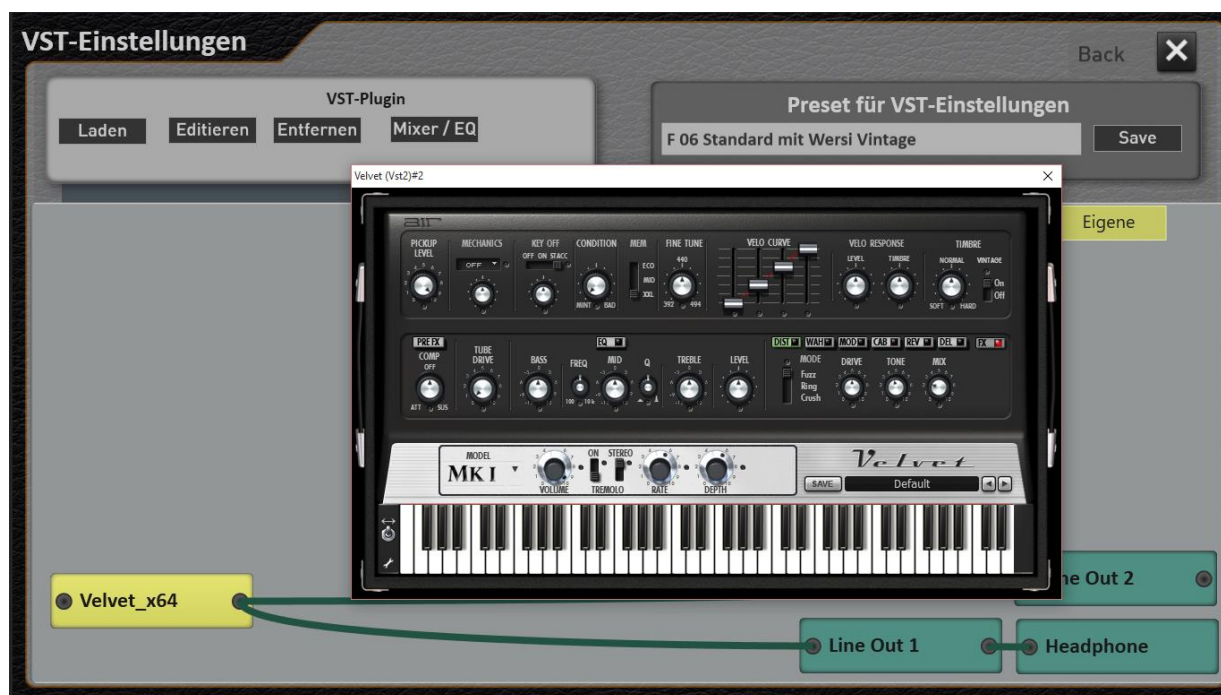 VST-Einstellungen
Back
VST-Plugin
Laden Editieren Entfernen Mixer / EQ
Preset für VST-Einstellungen
F 06 Standard mit Wersi Vintage
Save
Velvet (Vst2)#2
Eigene
air
PICKUP LEVEL
MECHANICS
OFF
KEY OFF
OFF ON STACC
CONDITION
MINT BAD
MEM
ECO
MID
XXL
FINE TUNE
440
392 494
VELO CURVE
VELO RESPONSE
LEVEL TIMBRE
TIMBRE
NORMAL VINTAGE
On
Off
SOFT HARD
PRE FX
COMP
OFF
ATT SUS
TUBE DRIVE
EQ
BASS FREQ MID Q TREBLE LEVEL
100 10k
DIST WAH MOD CAB REV DEL FX
MODE
Fuzz
Ring
Crush
DRIVE TONE MIX
MODEL
MK I
VOLUME
ON STEREO
TREMOLO
RATE DEPTH
Velvet
SAVE Default
Velvet_x64
ne Out 2
Line Out 1
Headphone